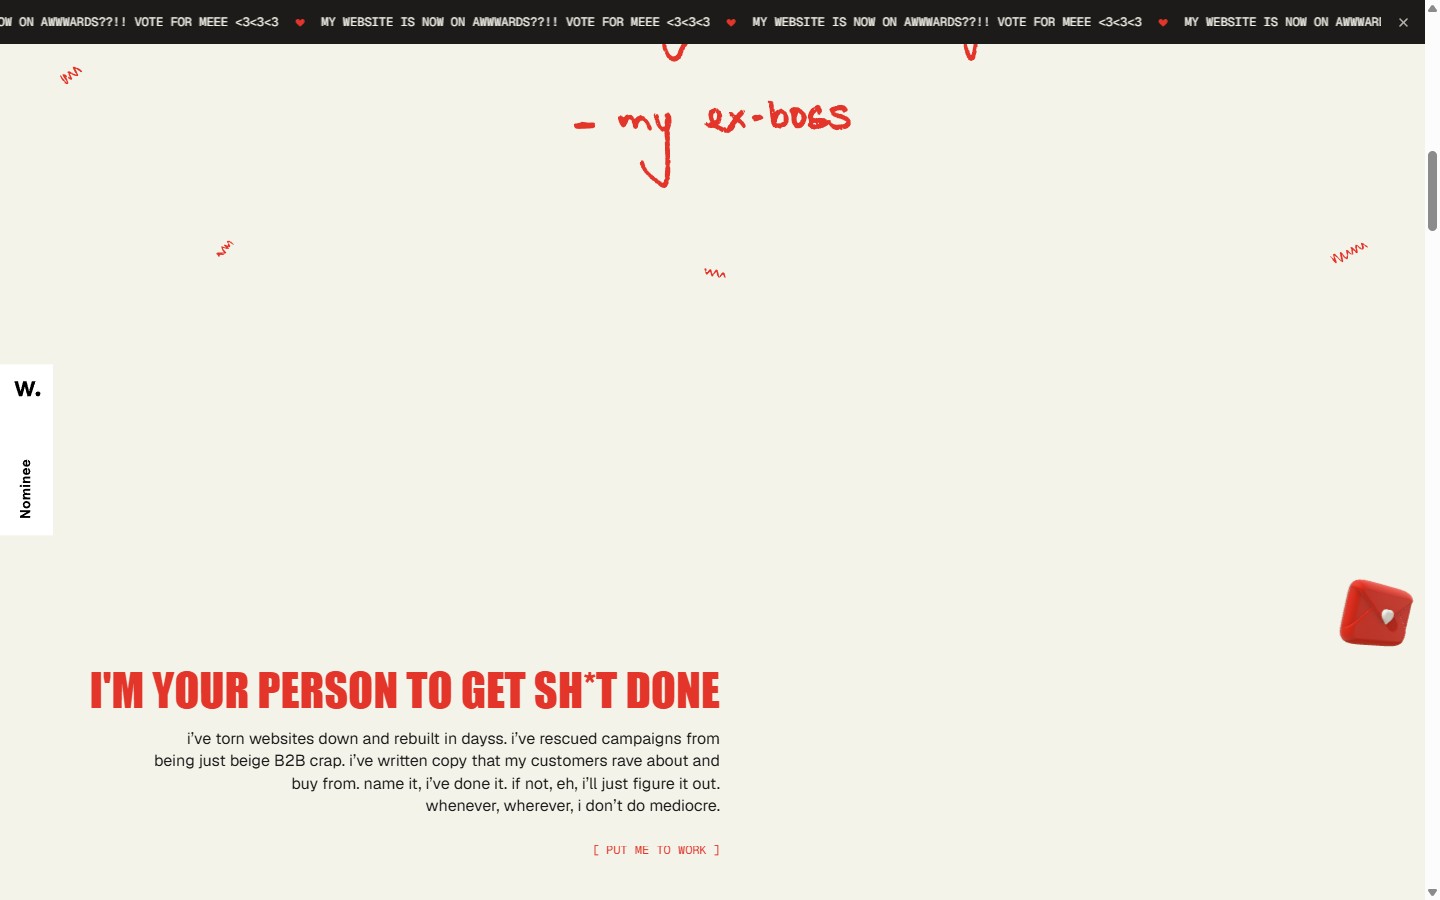 OW ON AWWWARDS??!! VOTE FOR MEEE <3<3<3 ♥ MY WEBSITE IS NOW ON AWWWARDS??!! VOTE FOR MEEE <3<3<3 ♥ MY WEBSITE IS NOW ON AWWWARDS??!! VOTE FOR MEEE <3<3<3 ♥ MY WEBSITE IS NOW ON AWWWAR
- my ex-boss
W.
Nominee
I'M YOUR PERSON TO GET SH*T DONE
i’ve torn websites down and rebuilt in dayss. i’ve rescued campaigns from
being just beige B2B crap. i’ve written copy that my customers rave about and
buy from. name it, i’ve done it. if not, eh, i’ll just figure it out.
whenever, wherever, i don’t do mediocre.
[ PUT ME TO WORK ]